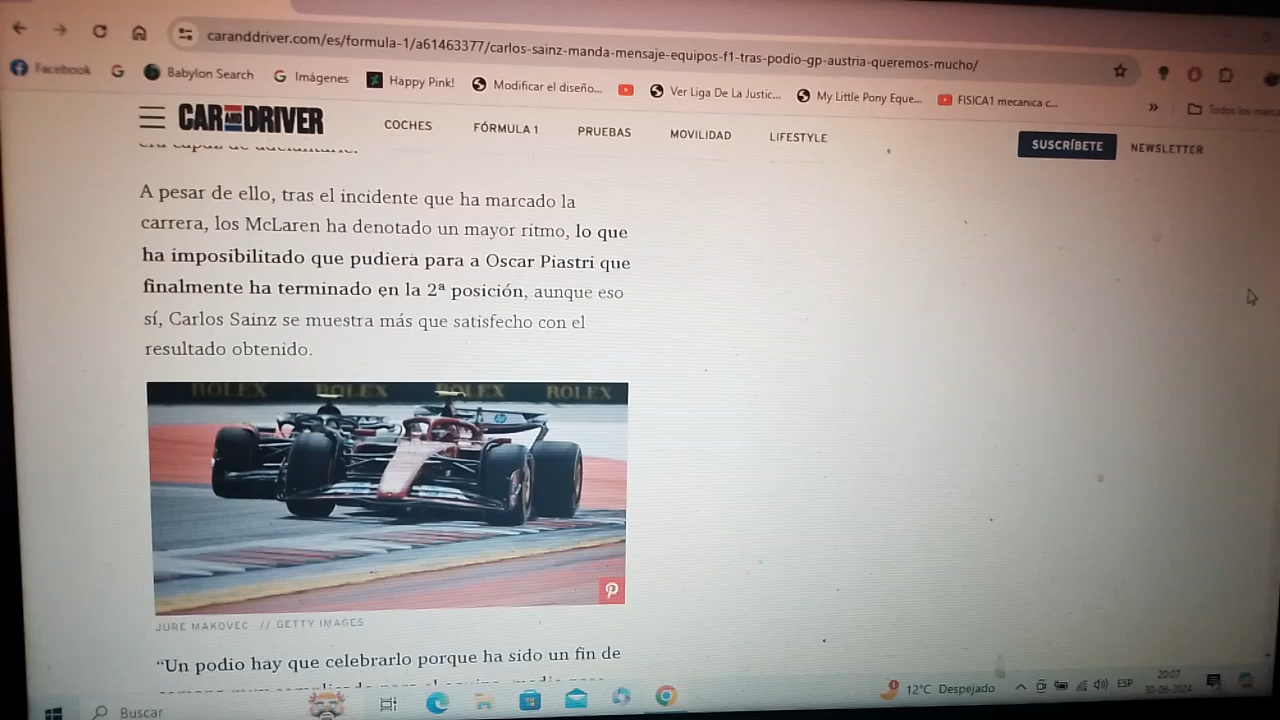 caranddriver.com/es/formula-1/a61463377/carlos-sainz-manda-mensaje-equipos-f1-tras-podio-gp-austria-queremos-mucho/
Facebook
Babylon Search
Imágenes
Happy Pink!
Modificar el diseño...
Ver Liga De La Justic...
My Little Pony Eque...
FISICA1 mecanica c...
Todos los marc
CAR AND DRIVER
COCHES
FÓRMULA 1
PRUEBAS
MOVILIDAD
LIFESTYLE
SUSCRÍBETE
NEWSLETTER
A pesar de ello, tras el incidente que ha marcado la
carrera, los McLaren ha denotado un mayor ritmo, lo que
ha imposibilitado que pudiera para a Oscar Piastri que
finalmente ha terminado en la 2ª posición, aunque eso
sí, Carlos Sainz se muestra más que satisfecho con el
resultado obtenido.
ROLEX ROLEX ROLEX ROLEX
hp
JURE MAKOVEC // GETTY IMAGES
“Un podio hay que celebrarlo porque ha sido un fin de
Buscar
12°C Despejado
ESP
20:07
30-06-2024